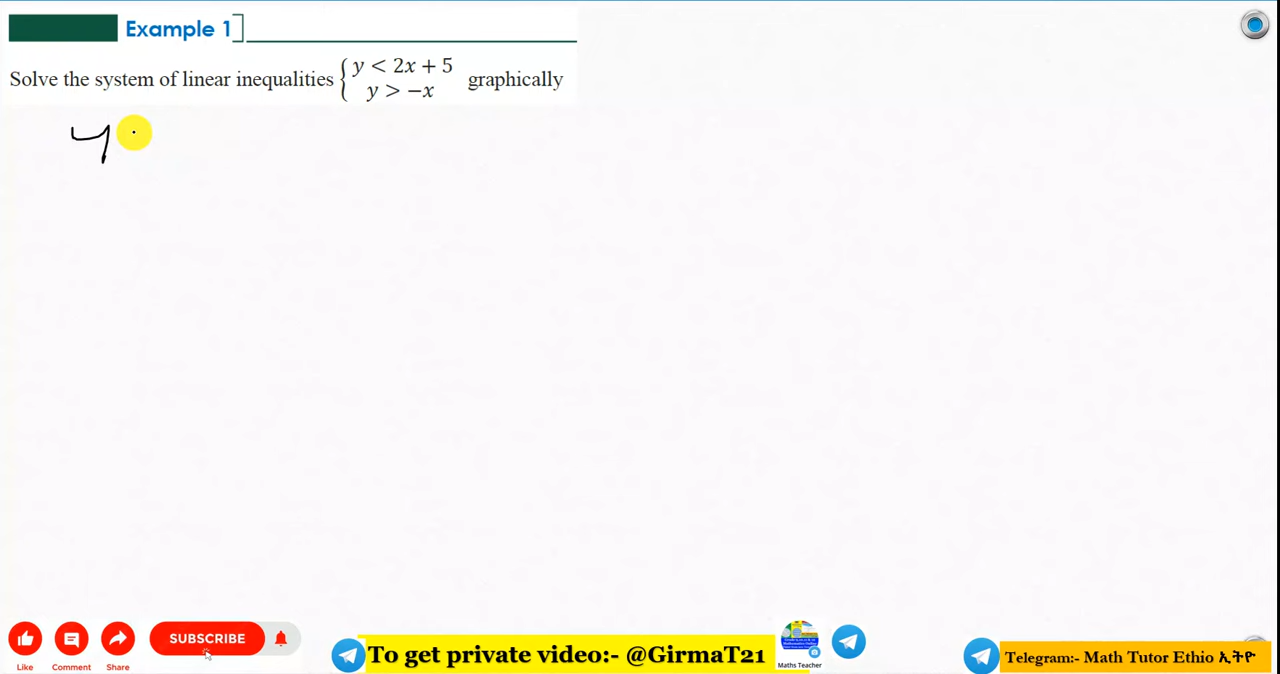 Example 1
Solve the system of linear inequalities { y < 2x + 5
y > −x graphically
y
Like
Comment
Share
SUBSCRIBE
To get private video:- @GirmaT21
Maths Teacher
Telegram:- Math Tutor Ethio ኢትዮ